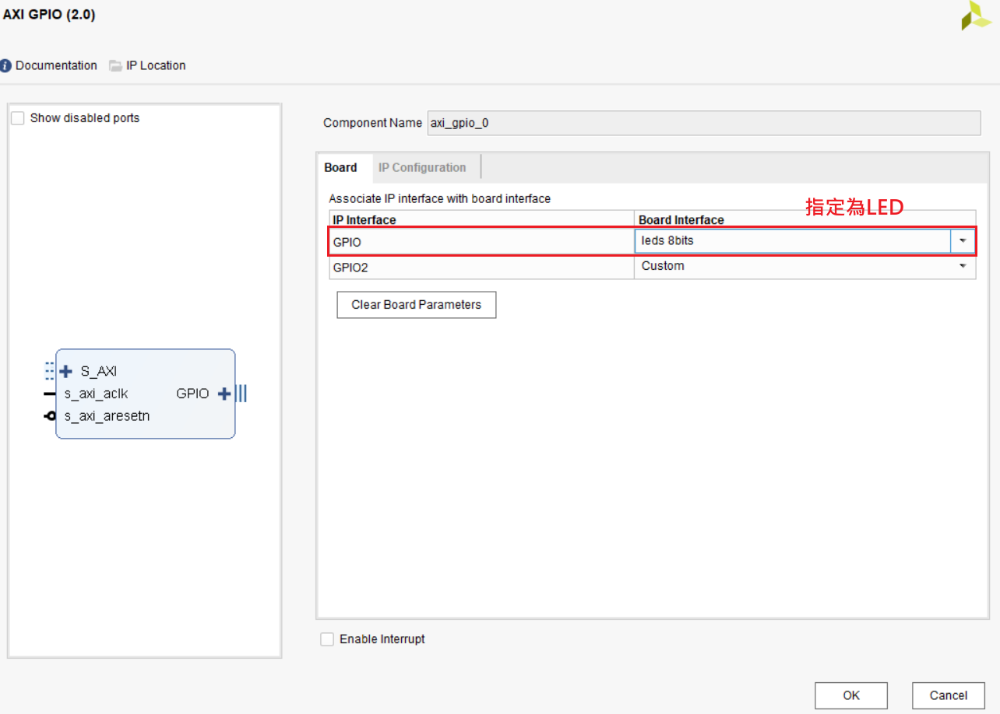 AXI GPIO (2.0)
Documentation IP Location
Show disabled ports
S_AXI
s_axi_aclk GPIO
s_axi_aresetn
Component Name axi_gpio_0
Board IP Configuration
Associate IP interface with board interface
指定為LED
IP Interface Board Interface
GPIO leds 8bits
GPIO2 Custom
Clear Board Parameters
Enable Interrupt
OK Cancel